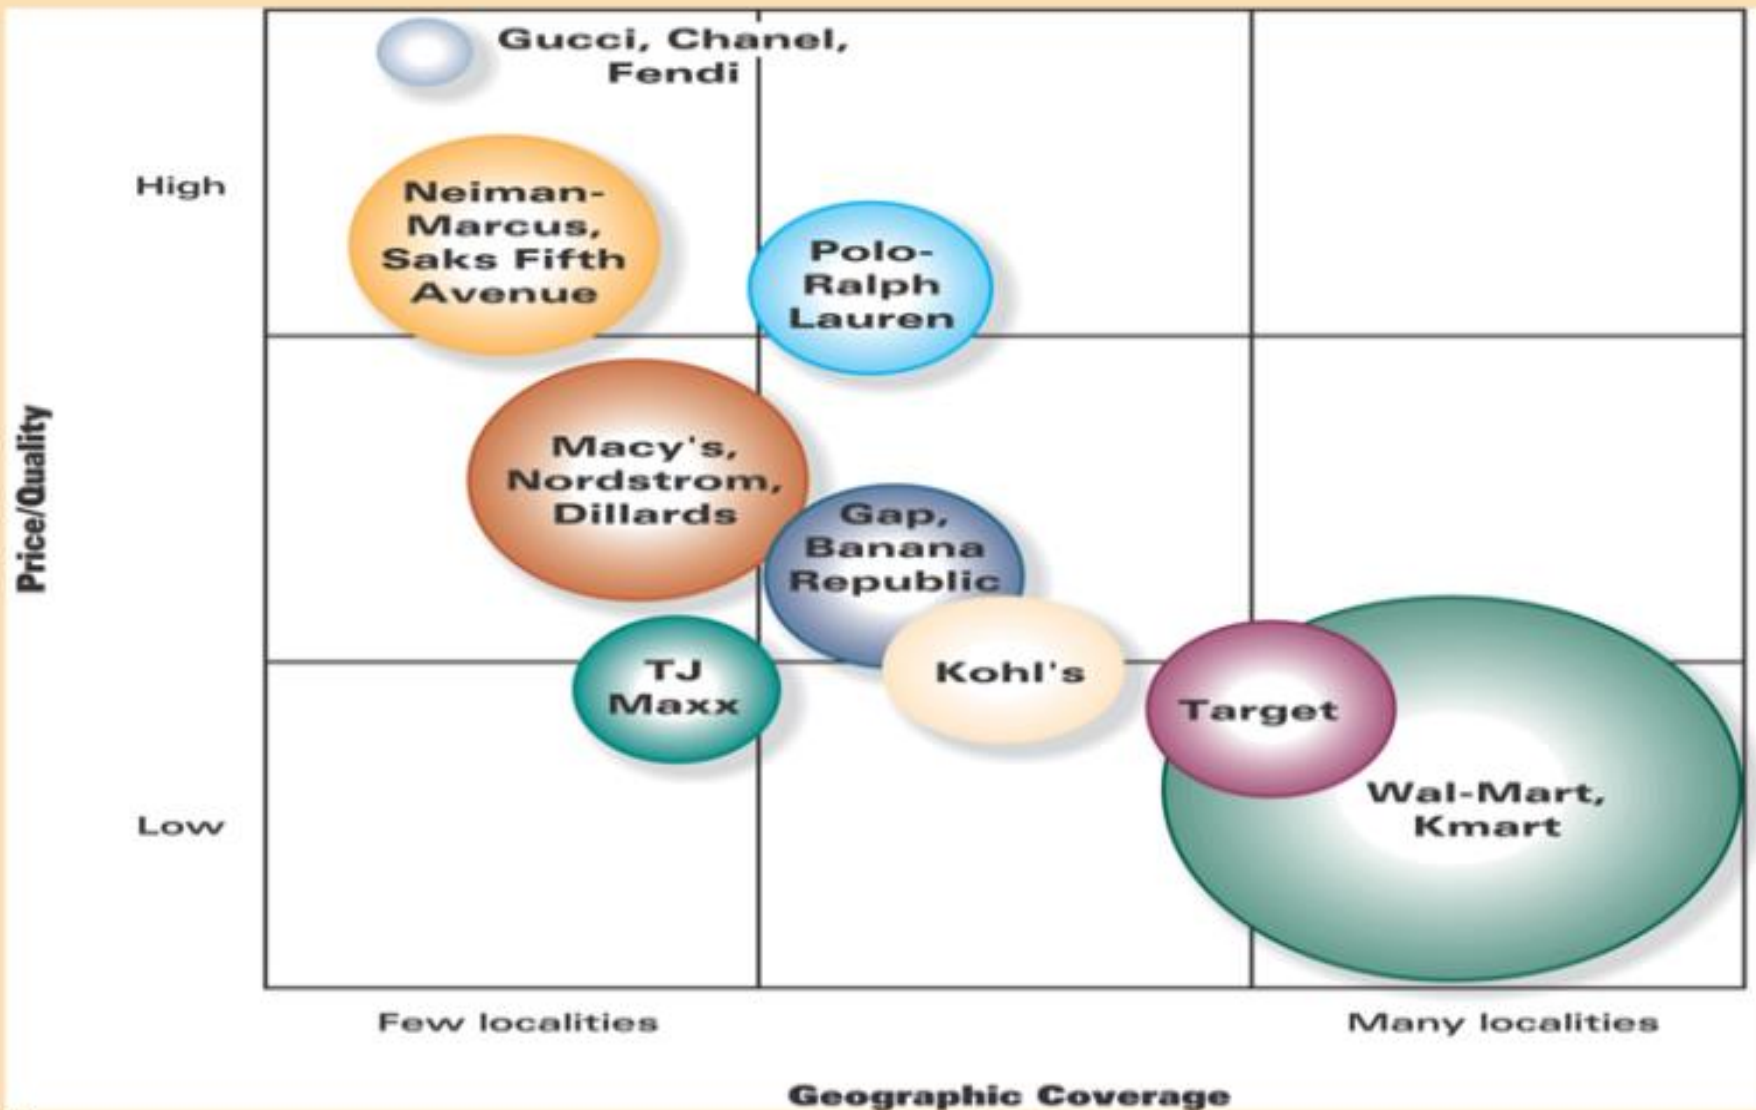 Gucci, Chanel,
Fendi
High
Neiman-
Marcus,
Saks Fifth
Avenue
Polo-
Ralph
Lauren
Price/Quality
Macy's,
Nordstrom,
Dillards
Gap,
Banana
Republic
TJ
Maxx
Kohl's
Target
Wal-Mart,
Kmart
Low
Few localities
Many localities
Geographic Coverage